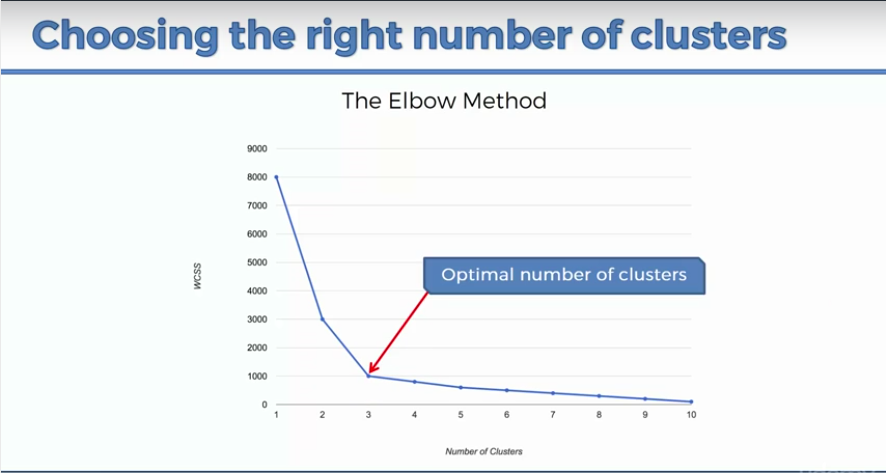 Choosing the right number of clusters
The Elbow Method
9000
8000
7000
6000
5000
4000
3000
2000
1000
0
WCSS
Optimal number of clusters
1 2 3 4 5 6 7 8 9 10
Number of Clusters